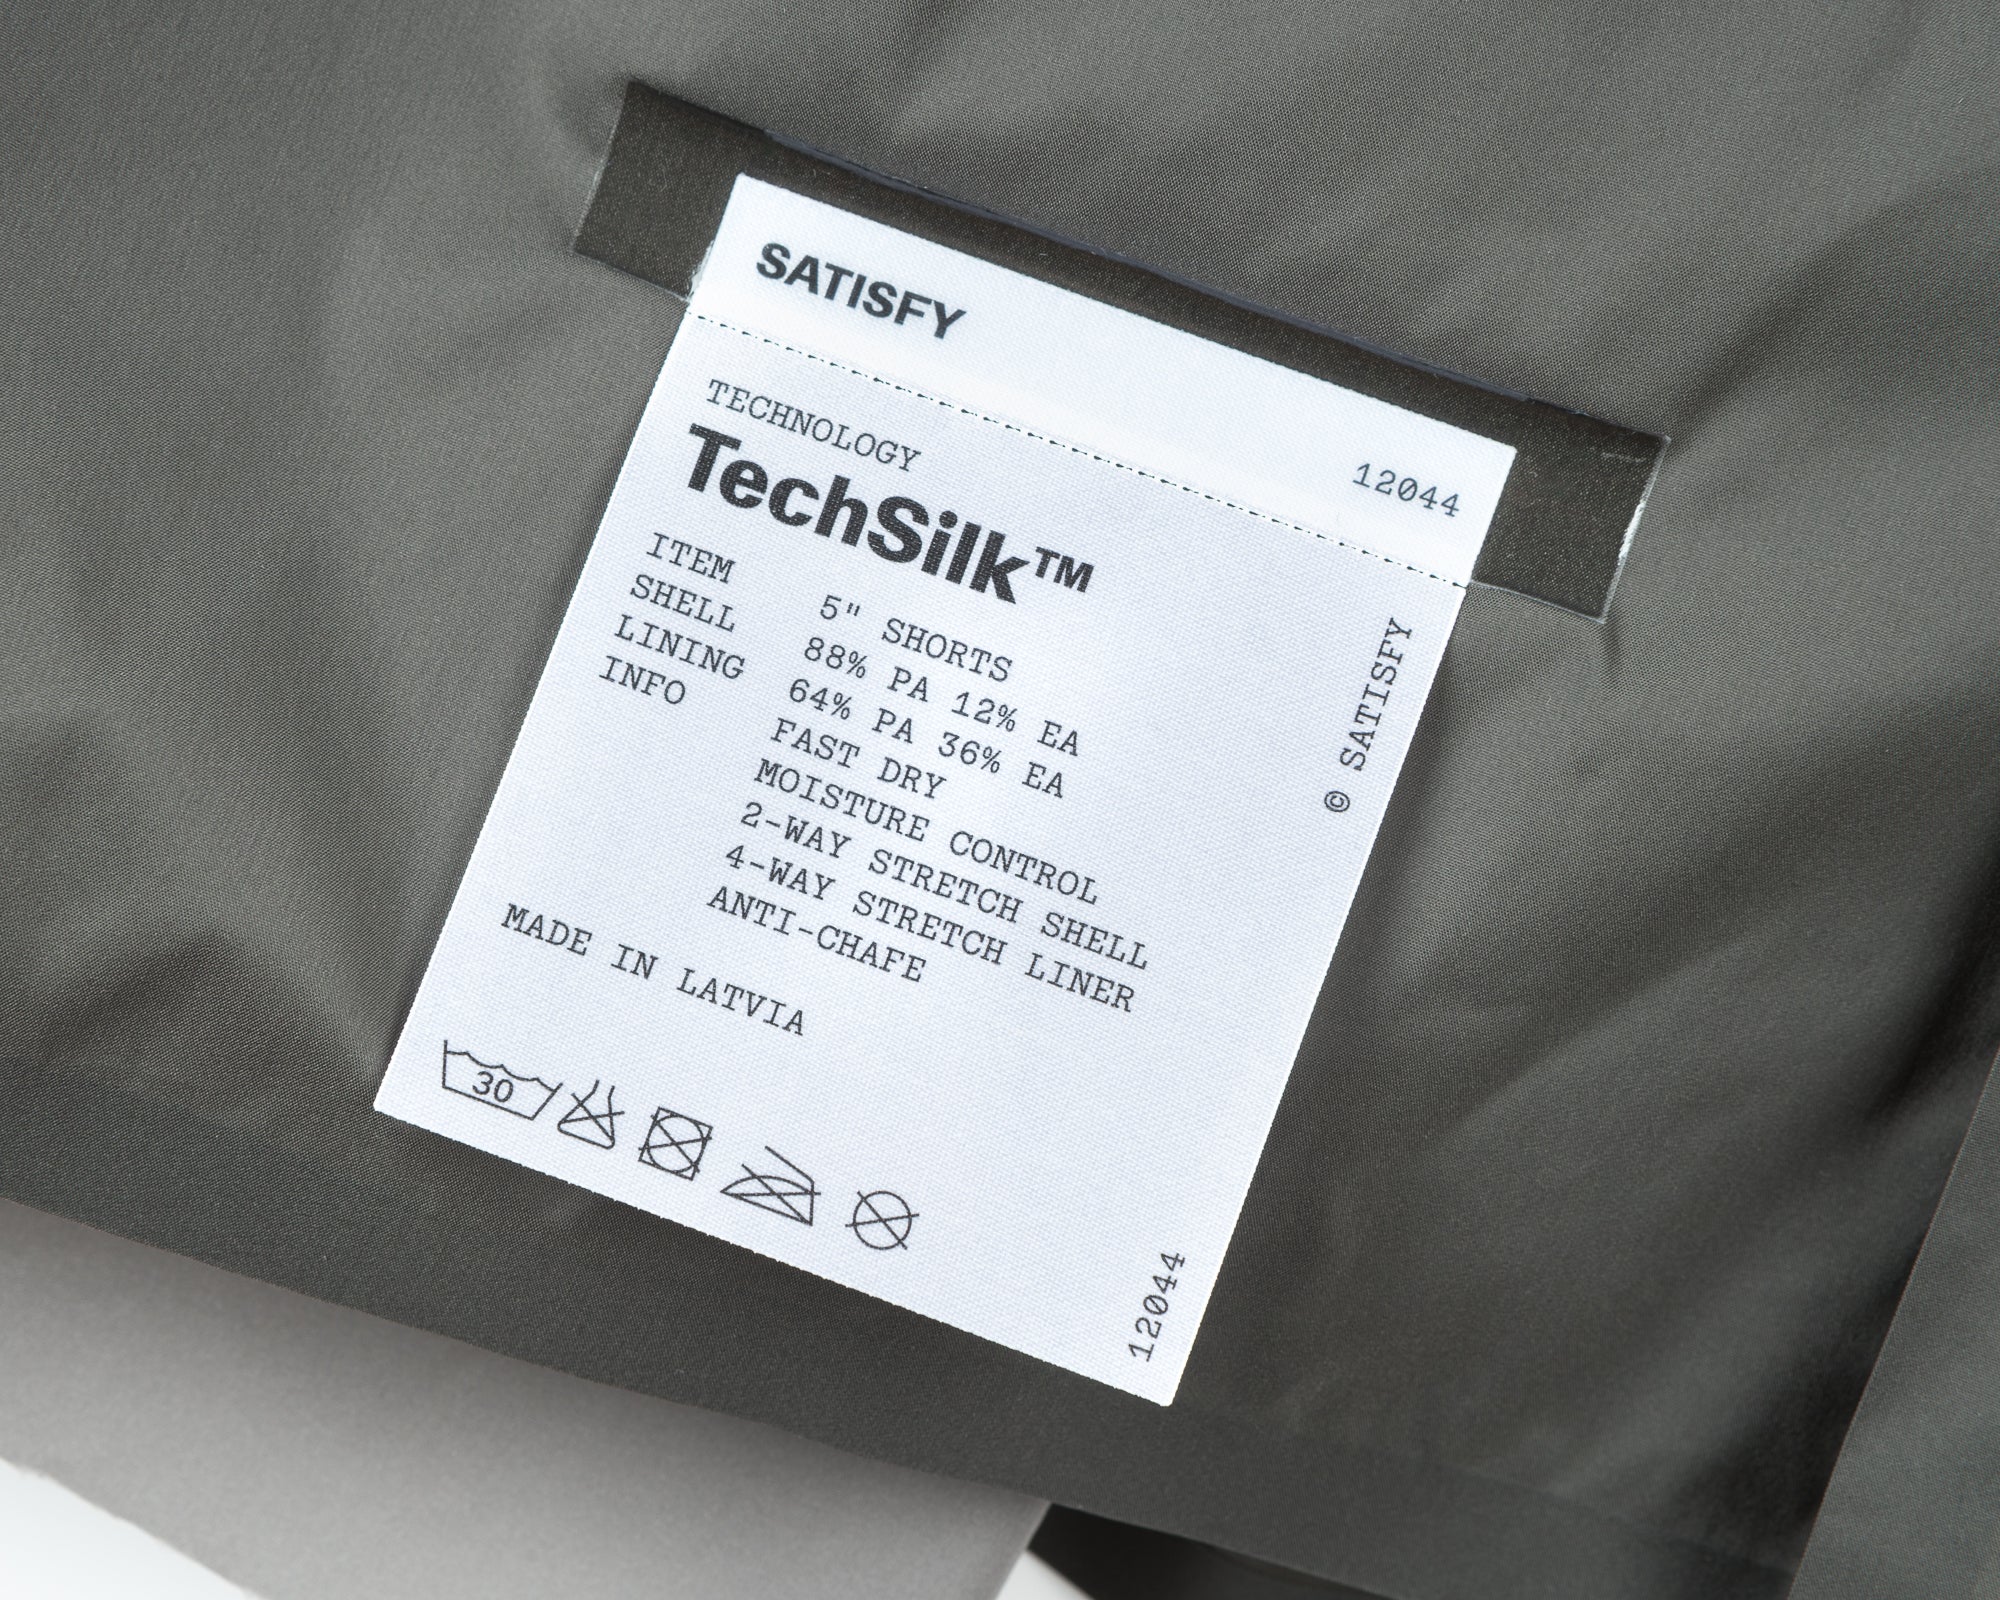 SATISFY
12044
TECHNOLOGY
TechSilk™
ITEM 5" SHORTS
SHELL 88% PA 12% EA
LINING 64% PA 36% EA
INFO FAST DRY
MOISTURE CONTROL
2-WAY STRETCH SHELL
4-WAY STRETCH LINER
ANTI-CHAFE
MADE IN LATVIA
30
© SATISFY
12044